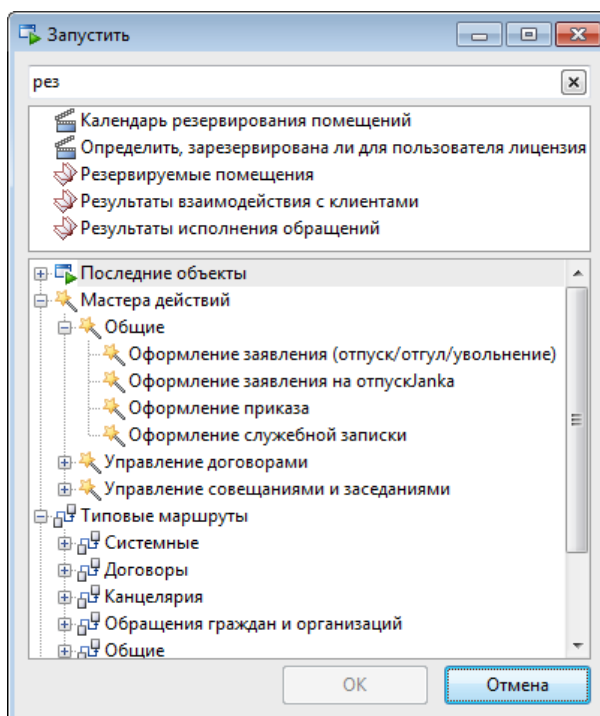 Запустить
рез
Календарь резервирования помещений
Определить, зарезервирована ли для пользователя лицензия
Резервируемые помещения
Результаты взаимодействия с клиентами
Результаты исполнения обращений
Последние объекты
Мастера действий
Общие
Оформление заявления (отпуск/отгул/увольнение)
Оформление заявления на отпускJanka
Оформление приказа
Оформление служебной записки
Управление договорами
Управление совещаниями и заседаниями
Типовые маршруты
Системные
Договоры
Канцелярия
Обращения граждан и организаций
Общие
ОК Отмена